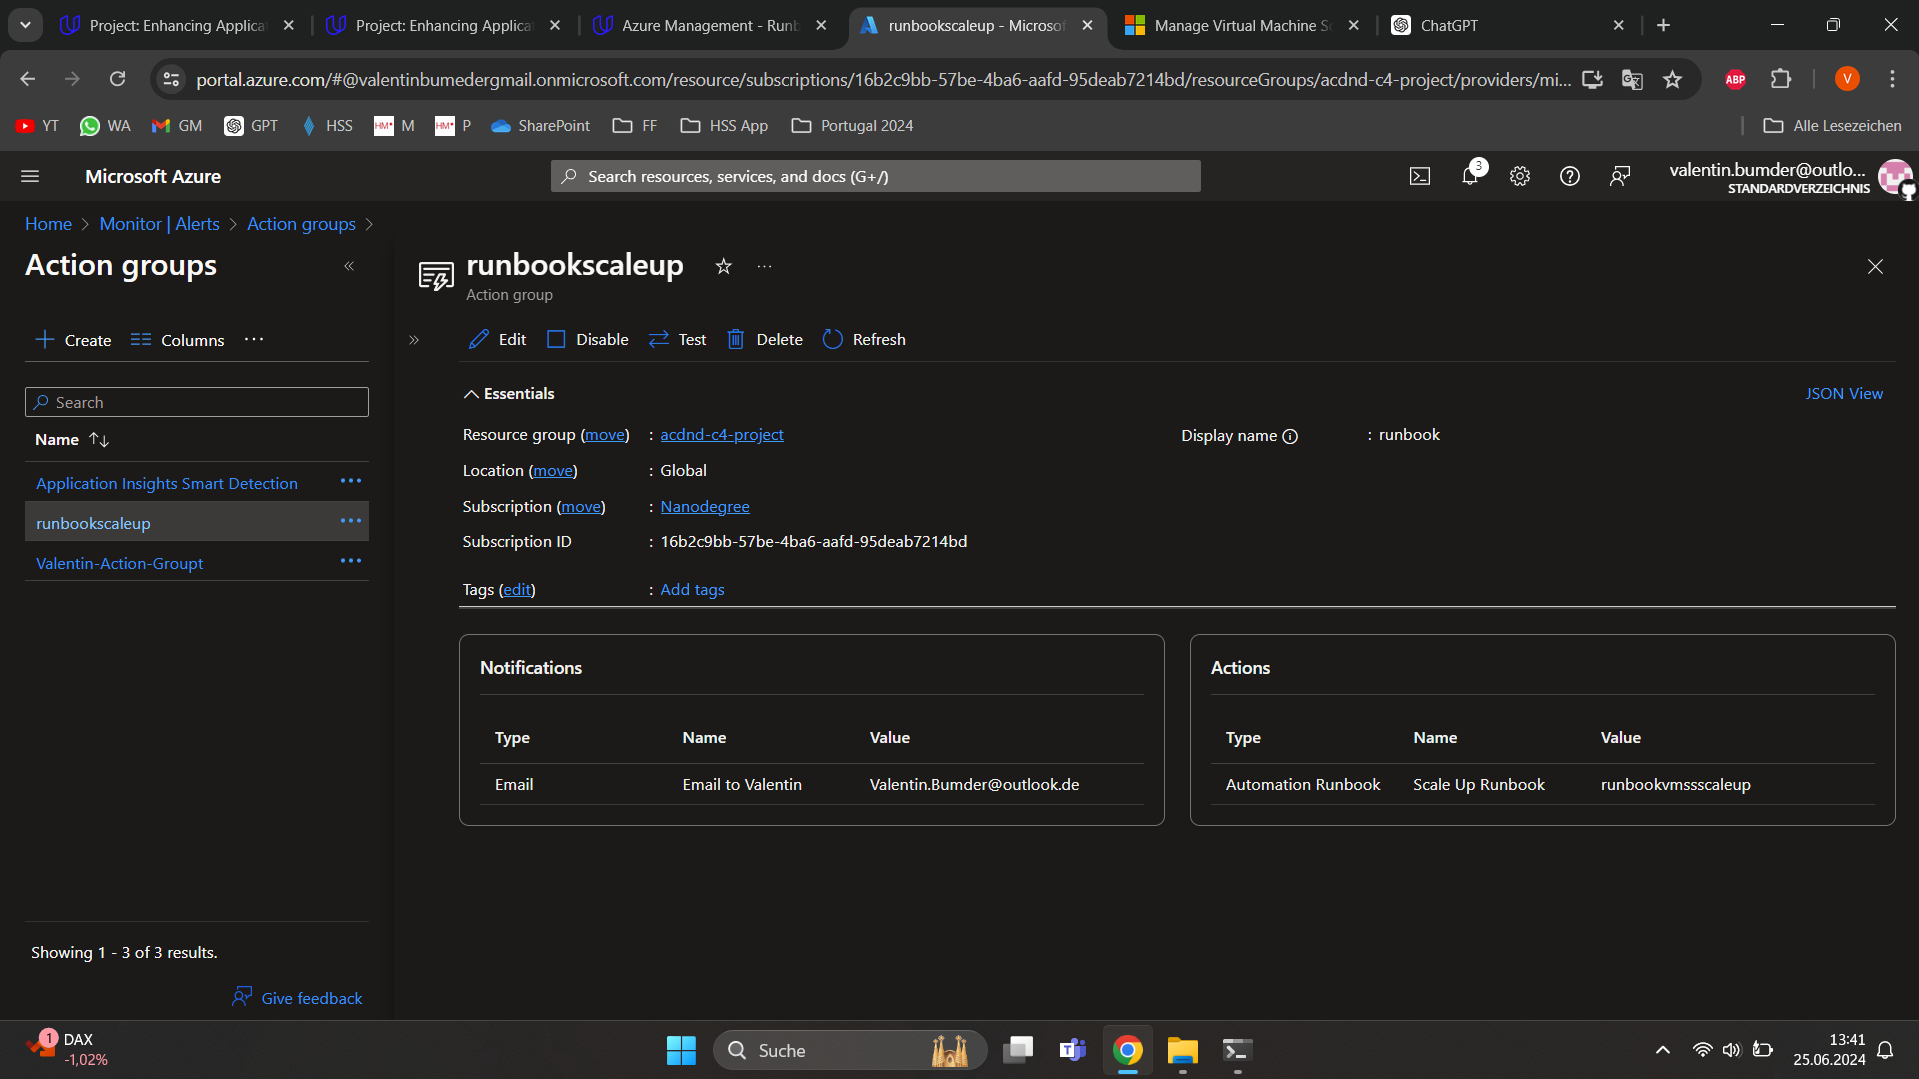 Project: Enhancing Applica
Project: Enhancing Applica
Azure Management - Runb
runbookscaleup - Microsof
Manage Virtual Machine Sc
ChatGPT
portal.azure.com/#@valentinbumedergmail.onmicrosoft.com/resource/subscriptions/16b2c9bb-57be-4ba6-aafd-95deab7214bd/resourceGroups/acdnd-c4-project/providers/mi...
ABP
V
YT
WA
GM
GPT
HSS
HM M
HM P
SharePoint
FF
HSS App
Portugal 2024
Alle Lesezeichen
Microsoft Azure
Search resources, services, and docs (G+/)
3
valentin.bumder@outlo...
STANDARDVERZEICHNIS
Home > Monitor | Alerts > Action groups >
Action groups
Create
Columns
Search
Name
Application Insights Smart Detection
runbookscaleup
Valentin-Action-Groupt
Showing 1 - 3 of 3 results.
Give feedback
runbookscaleup
Action group
Edit
Disable
Test
Delete
Refresh
Essentials
JSON View
Resource group (move) : acdnd-c4-project
Display name : runbook
Location (move) : Global
Subscription (move) : Nanodegree
Subscription ID : 16b2c9bb-57be-4ba6-aafd-95deab7214bd
Tags (edit) : Add tags
Notifications
Type Name Value
Email Email to Valentin Valentin.Bumder@outlook.de
Actions
Type Name Value
Automation Runbook Scale Up Runbook runbookvmssscaleup
1
DAX
-1,02%
Suche
13:41
25.06.2024